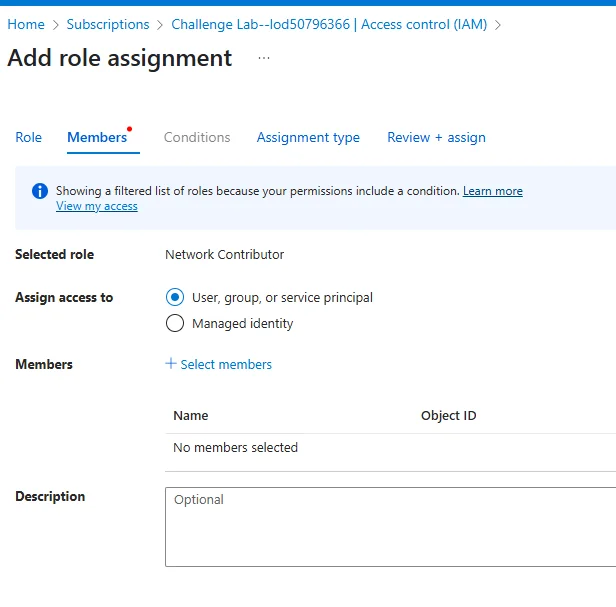 Home > Subscriptions > Challenge Lab--lod50796366 | Access control (IAM) >
Add role assignment ...
Role Members Conditions Assignment type Review + assign
Showing a filtered list of roles because your permissions include a condition. Learn more
View my access
Selected role Network Contributor
Assign access to User, group, or service principal
Managed identity
Members + Select members
Name Object ID
No members selected
Description Optional